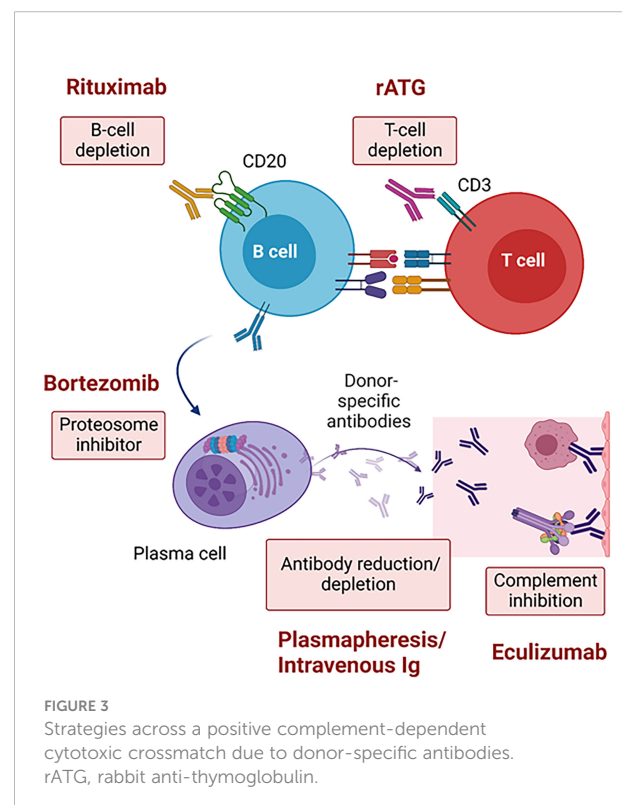 Rituximab
rATG
B-cell
depletion
T-cell
depletion
CD20
CD3
B cell
T cell
Bortezomib
Proteosome
inhibitor
Donor-
specific
antibodies
Plasma cell
Antibody reduction/
depletion
Complement
inhibition
Plasmapheresis/
Intravenous Ig
Eculizumab
FIGURE 3
Strategies across a positive complement-dependent
cytotoxic crossmatch due to donor-specific antibodies.
rATG, rabbit anti-thymoglobulin.